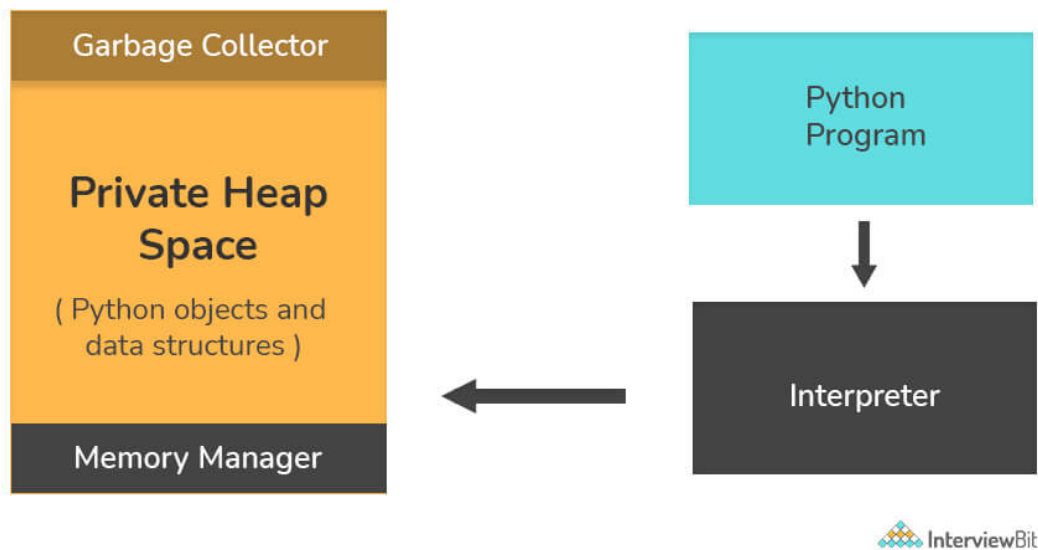 Garbage Collector
Private Heap
Space
( Python objects and
data structures )
Memory Manager
Python
Program
Interpreter
InterviewBit